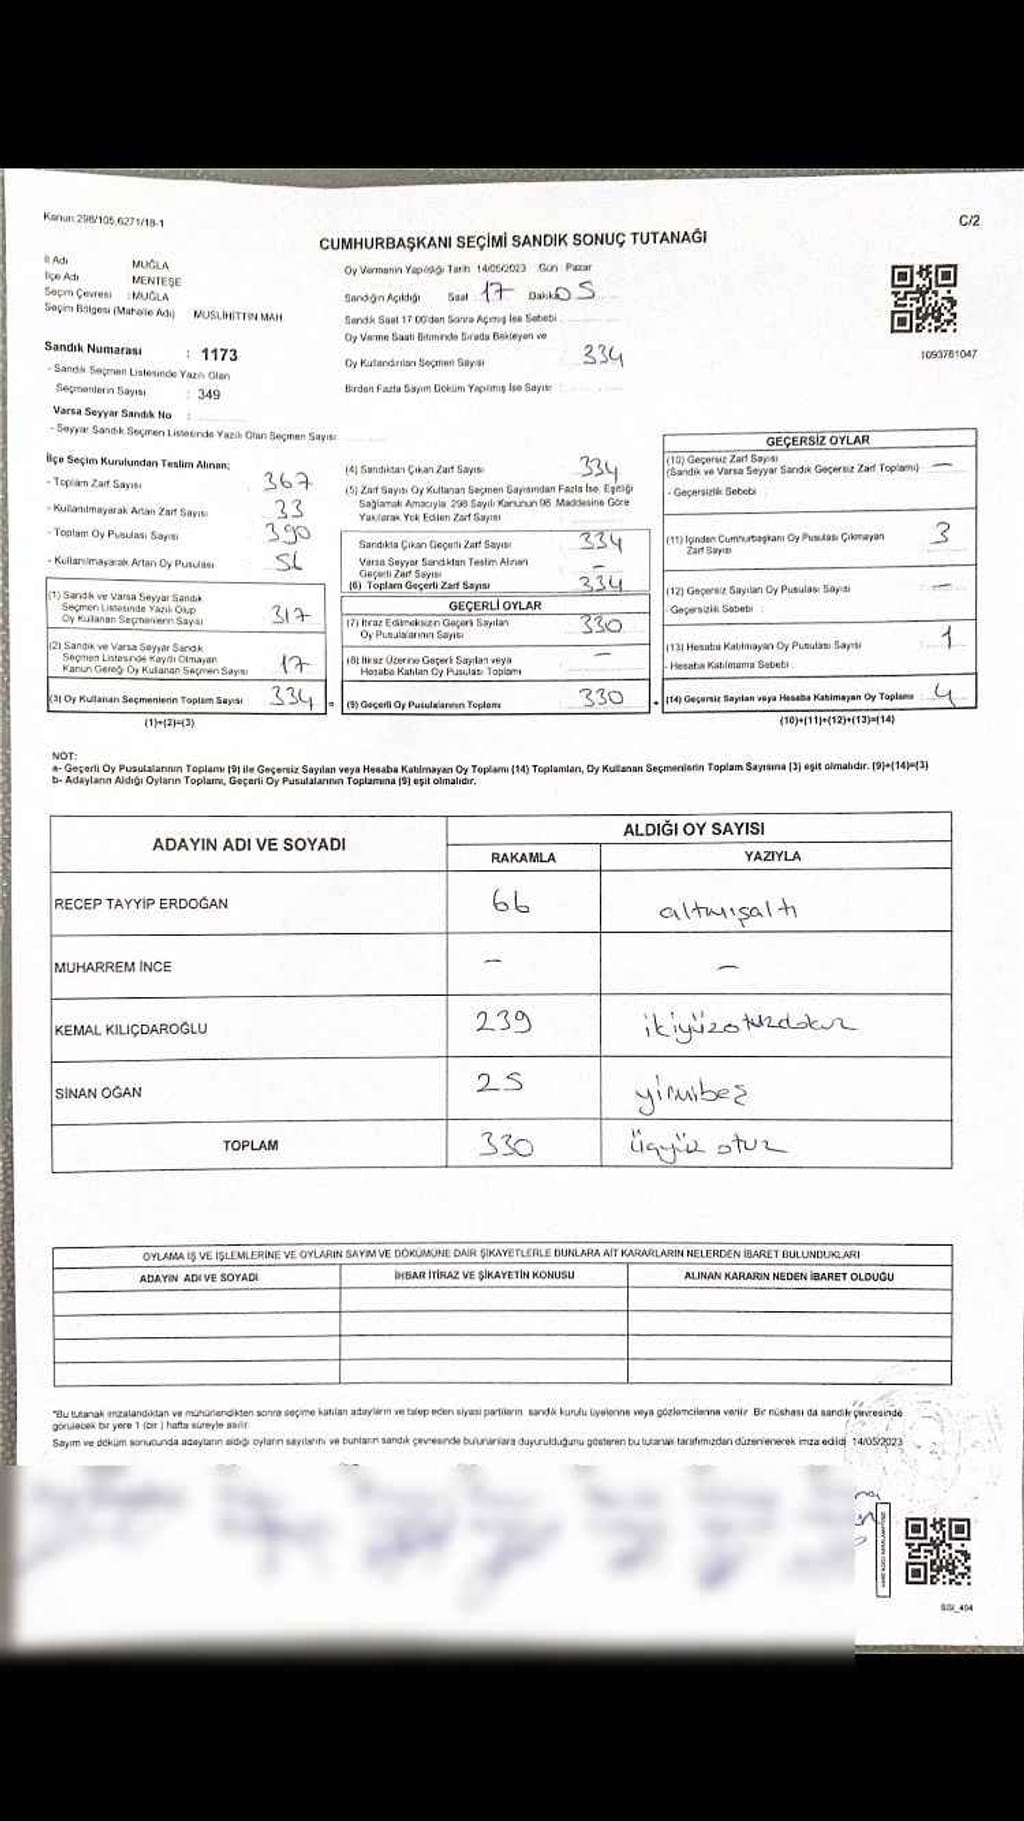 Kanun:298/105,6271/18-1
C/2
CUMHURBAŞKANI SEÇİMİ SANDIK SONUÇ TUTANAĞI
İl Adı MUĞLA
İlçe Adı MENTEŞE
Seçim Çevresi : MUĞLA
Seçim Bölgesi (Mahalle Adı) MUSLİHİTTİN MAH
Sandık Numarası : 1173
- Sandık Seçmen Listesinde Yazılı Olan
Seçmenlerin Sayısı : 349
Varsa Seyyar Sandık No :
- Seyyar Sandık Seçmen Listesinde Yazılı Olan Seçmen Sayısı:
Oy Vermenin Yapıldığı Tarih 14/05/2023 Gün : Pazar
Sandığın Açıldığı Saat 17 Dakika 05
Sandık Saat 17:00'den Sonra Açılmış İse Sebebi :
Oy Verme Saati Bitiminde Sırada Bekleyen ve
Oy Kullandırılan Seçmen Sayısı 334
Birden Fazla Sayım Döküm Yapılmış İse Sayısı :
1093781047
İlçe Seçim Kurulundan Teslim Alınan;
- Toplam Zarf Sayısı 367
- Kullanılmayarak Artan Zarf Sayısı 33
- Toplam Oy Pusulası Sayısı 390
- Kullanılmayarak Artan Oy Pusulası
(1) Sandık ve Varsa Seyyar Sandık
Seçmen Listesinde Yazılı Olup
Oy Kullanan Seçmenlerin Sayısı 317
(2) Sandık ve Varsa Seyyar Sandık
Seçmen Listesinde Kayıtlı Olmayan
Kanun Gereği Oy Kullanan Seçmen Sayısı 17
(3) Oy Kullanan Seçmenlerin Toplam Sayısı 334 =
(1)+(2)=(3)
(4) Sandıktan Çıkan Zarf Sayısı 334
(5) Zarf Sayısı Oy Kullanan Seçmen Sayısından Fazla İse, Eşitliği
Sağlamak Amacıyla, 298 Sayılı Kanunun 98. Maddesine Göre
Yakılarak Yok Edilen Zarf Sayısı
Sandıkta Çıkan Geçerli Zarf Sayısı 334
Varsa Seyyar Sandıktan Teslim Alınan
Geçerli Zarf Sayısı –
(6) Toplam Geçerli Zarf Sayısı 334
GEÇERLİ OYLAR
(7) İtiraz Edilmeksizin Geçerli Sayılan
Oy Pusulalarının Sayısı 330
(8) İtiraz Üzerine Geçerli Sayılan veya
Hesaba Katılan Oy Pusulası Toplamı –
(9) Geçerli Oy Pusulalarının Toplamı 330 +
GEÇERSİZ OYLAR
(10) Geçersiz Zarf Sayısı
(Sandık ve Varsa Seyyar Sandık Geçersiz Zarf Toplamı) –
- Geçersizlik Sebebi
(11) İçinden Cumhurbaşkanı Oy Pusulası Çıkmayan
Zarf Sayısı 3
(12) Geçersiz Sayılan Oy Pusulası Sayısı –
- Geçersizlik Sebebi :
(13) Hesaba Katılmayan Oy Pusulası Sayısı 1
- Hesaba Katılmama Sebebi :
(14) Geçersiz Sayılan veya Hesaba Katılmayan Oy Toplamı 4
(10)+(11)+(12)+(13)=(14)
NOT:
a- Geçerli Oy Pusulalarının Toplamı (9) ile Geçersiz Sayılan veya Hesaba Katılmayan Oy Toplamı (14) Toplamları, Oy Kullanan Seçmenlerin Toplam Sayısına (3) eşit olmalıdır. (9)+(14)=(3)
b- Adayların Aldığı Oyların Toplamı, Geçerli Oy Pusulalarının Toplamına (9) eşit olmalıdır.
ADAYIN ADI VE SOYADI ALDIĞI OY SAYISI
RAKAMLA YAZIYLA
RECEP TAYYİP ERDOĞAN 66 altmışaltı
MUHARREM İNCE – –
KEMAL KILIÇDAROĞLU 239 ikiyüzotuzdokuz
SİNAN OĞAN 25 yirmibeş
TOPLAM 330 üçyüz otuz
OYLAMA İŞ VE İŞLEMLERİNE VE OYLARIN SAYIM VE DÖKÜMÜNE DAİR ŞİKAYETLERLE BUNLARA AİT KARARLARIN NELERDEN İBARET BULUNDUKLARI
ADAYIN ADI VE SOYADI İHBAR İTİRAZ VE ŞİKAYETİN KONUSU ALINAN KARARIN NEDEN İBARET OLDUĞU
*Bu tutanak imzalandıktan ve mühürlendikten sonra seçime katılan adayların ve talep eden siyasi partilerin sandık kurulu üyelerine veya gözlemcilerine verilir. Bir nüshası da sandık çevresinde
görülecek bir yere 1 (bir ) hafta süreyle asılır.
Sayım ve döküm sonucunda adayların aldığı oyların sayılarını ve bunların sandık çevresinde bulunanlara duyurulduğunu gösteren bu tutanak tarafımızdan düzenlenerek imza edildi. 14/05/2023